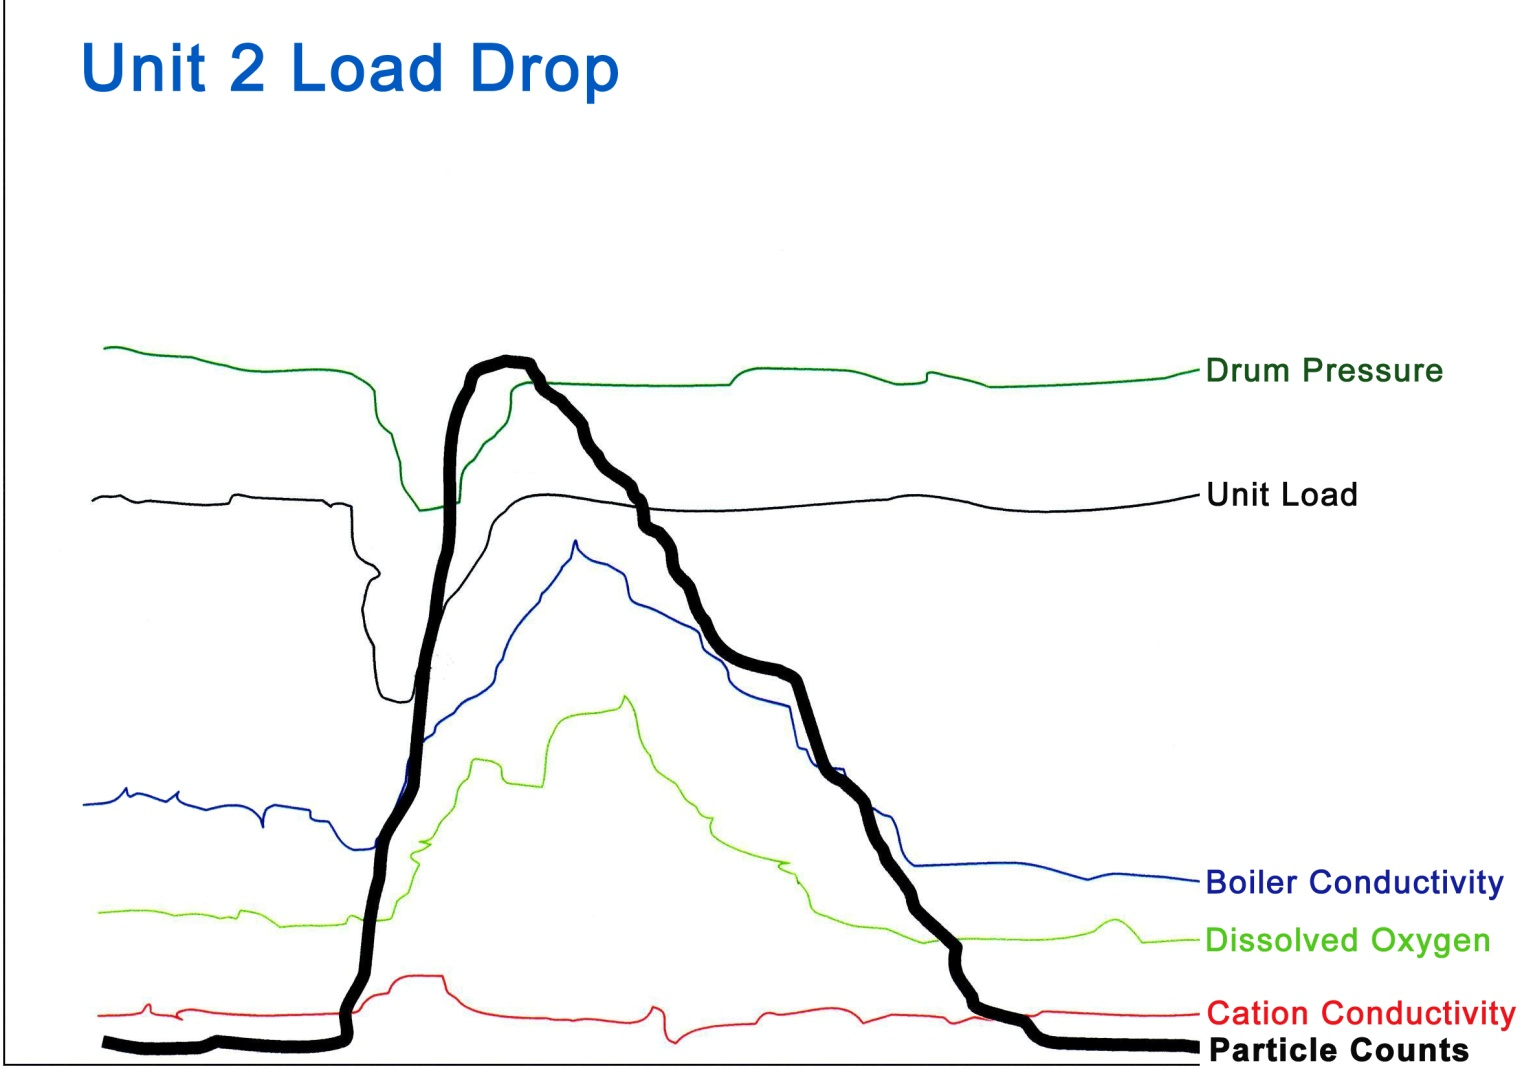 Unit 2 Load Drop
Drum Pressure
Unit Load
Boiler Conductivity
Dissolved Oxygen
Cation Conductivity
Particle Counts